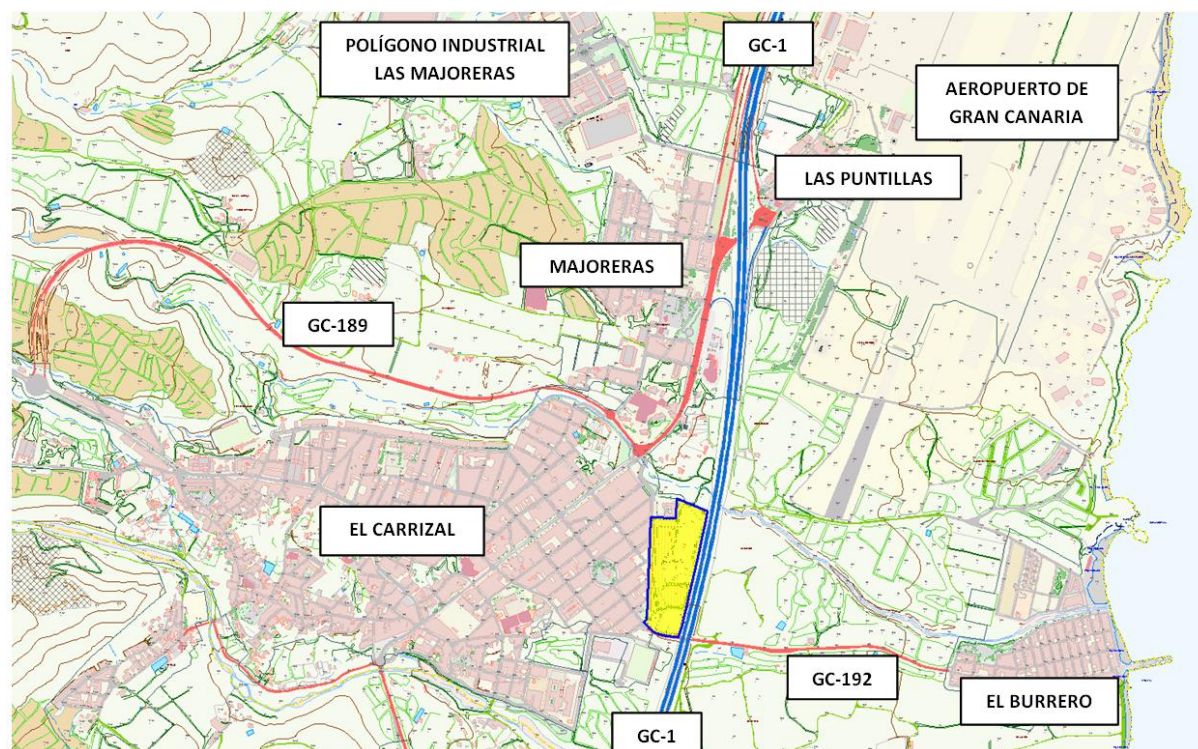 POLÍGONO INDUSTRIAL
LAS MAJORERAS
GC-1
AEROPUERTO DE
GRAN CANARIA
LAS PUNTILLAS
MAJORERAS
GC-189
EL CARRIZAL
GC-192
EL BURRERO
GC-1